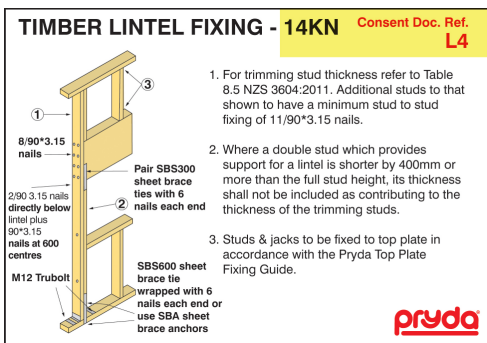 TIMBER LINTEL FIXING - 14KN
Consent Doc. Ref.
L4
3
1
8/90*3.15
nails
Pair SBS300
sheet brace
ties with 6
nails each end
2/90 3.15 nails
directly below
lintel plus
90*3.15
nails at 600
centres
2
M12 Trubolt
SBS600 sheet
brace tie
wrapped with 6
nails each end or
use SBA sheet
brace anchors
1. For trimming stud thickness refer to Table
8.5 NZS 3604:2011. Additional studs to that
shown to have a minimum stud to stud
fixing of 11/90*3.15 nails.
2. Where a double stud which provides
support for a lintel is shorter by 400mm or
more than the full stud height, its thickness
shall not be included as contributing to the
thickness of the trimming studs.
3. Studs & jacks to be fixed to top plate in
accordance with the Pryda Top Plate
Fixing Guide.
pryda